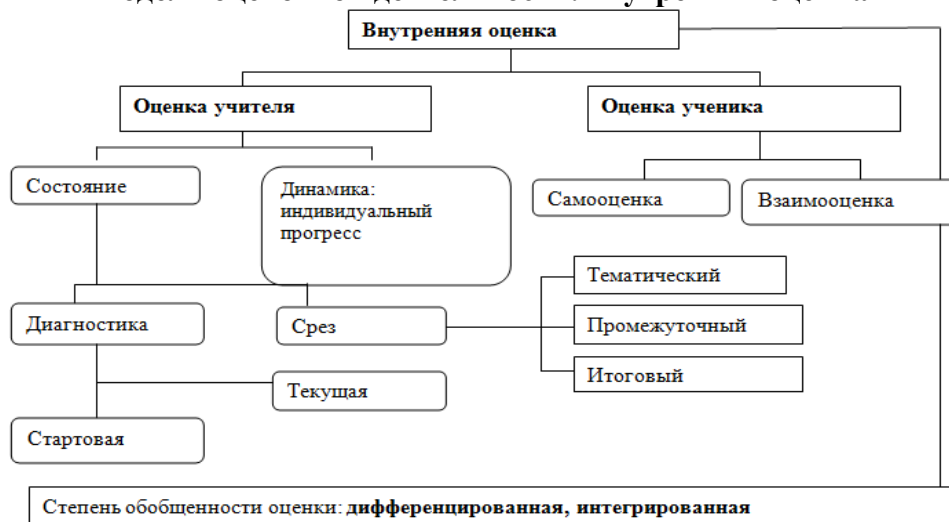 Внутренняя оценка
Оценка учителя
Оценка ученика
Состояние
Динамика:
индивидуальный
прогресс
Самооценка
Взаимооценка
Тематический
Диагностика
Срез
Промежуточный
Итоговый
Текущая
Стартовая
Степень обобщенности оценки: дифференцированная, интегрированная